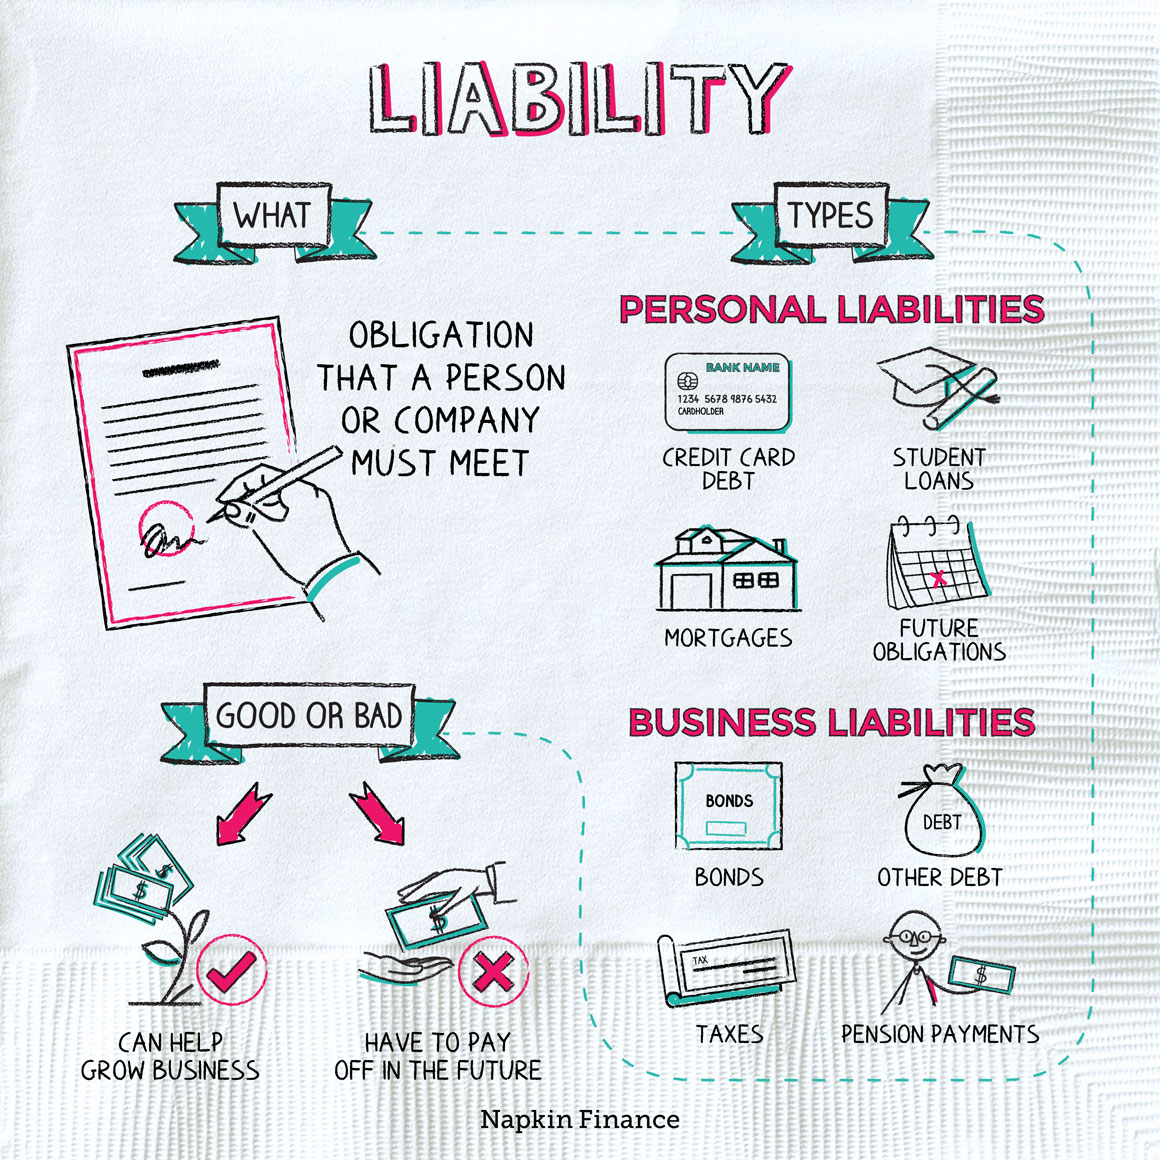 LIABILITY
WHAT
OBLIGATION
THAT A PERSON
OR COMPANY
MUST MEET
TYPES
PERSONAL LIABILITIES
BANK NAME
1234 5678 9876 5432
CARDHOLDER
CREDIT CARD
DEBT
STUDENT
LOANS
MORTGAGES
FUTURE
OBLIGATIONS
GOOD OR BAD
$
$
CAN HELP
GROW BUSINESS
$
HAVE TO PAY
OFF IN THE FUTURE
BUSINESS LIABILITIES
BONDS
BONDS
DEBT
OTHER DEBT
TAX
TAXES
$
PENSION PAYMENTS
Napkin Finance